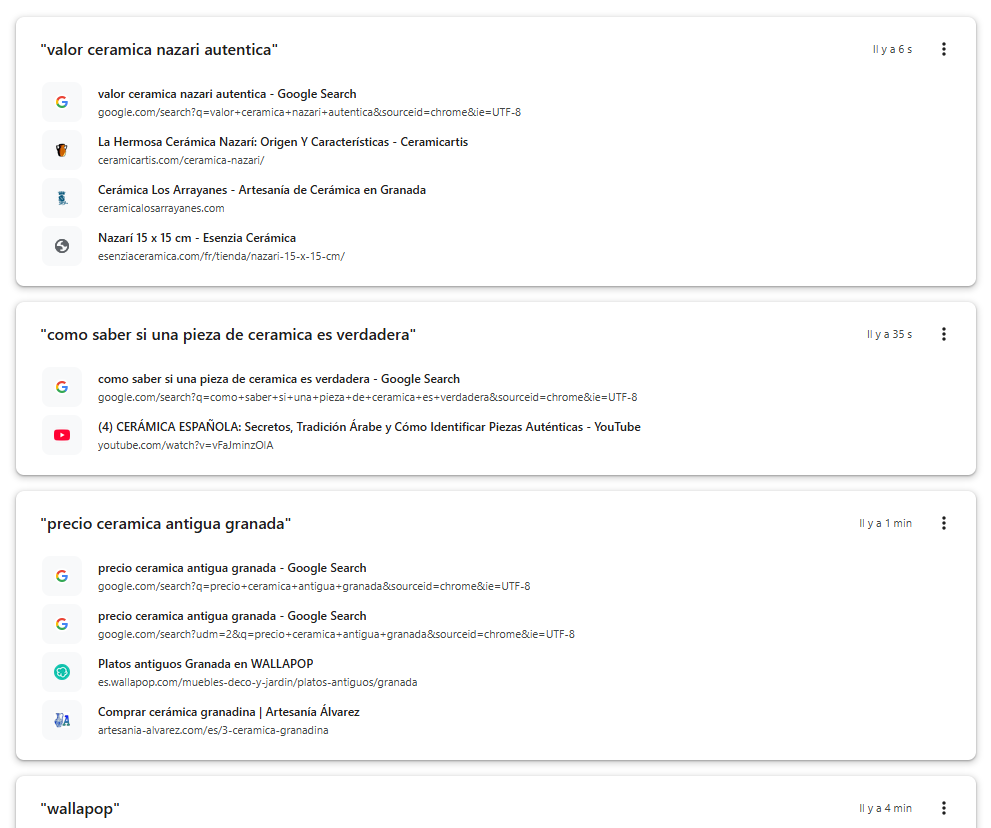 "valor ceramica nazari autentica"
Il y a 6 s
valor ceramica nazari autentica - Google Search
google.com/search?q=valor+ceramica+nazari+autentica&sourceid=chrome&ie=UTF-8
La Hermosa Cerámica Nazarí: Origen Y Características - Ceramicartis
ceramicartis.com/ceramica-nazari/
Cerámica Los Arrayanes - Artesanía de Cerámica en Granada
ceramicalosarrayanes.com
Nazarí 15 x 15 cm - Esenzia Cerámica
esenziaceramica.com/fr/tienda/nazari-15-x-15-cm/
"como saber si una pieza de ceramica es verdadera"
Il y a 35 s
como saber si una pieza de ceramica es verdadera - Google Search
google.com/search?q=como+saber+si+una+pieza+de+ceramica+es+verdadera&sourceid=chrome&ie=UTF-8
(4) CERÁMICA ESPAÑOLA: Secretos, Tradición Árabe y Cómo Identificar Piezas Auténticas - YouTube
youtube.com/watch?v=vFaJminzOIA
"precio ceramica antigua granada"
Il y a 1 min
precio ceramica antigua granada - Google Search
google.com/search?q=precio+ceramica+antigua+granada&sourceid=chrome&ie=UTF-8
precio ceramica antigua granada - Google Search
google.com/search?udm=2&q=precio+ceramica+antigua+granada&sourceid=chrome&ie=UTF-8
Platos antiguos Granada en WALLAPOP
es.wallapop.com/muebles-deco-y-jardin/platos-antiguos/granada
Comprar cerámica granadina | Artesanía Álvarez
artesania-alvarez.com/es/3-ceramica-granadina
"wallapop"
Il y a 4 min